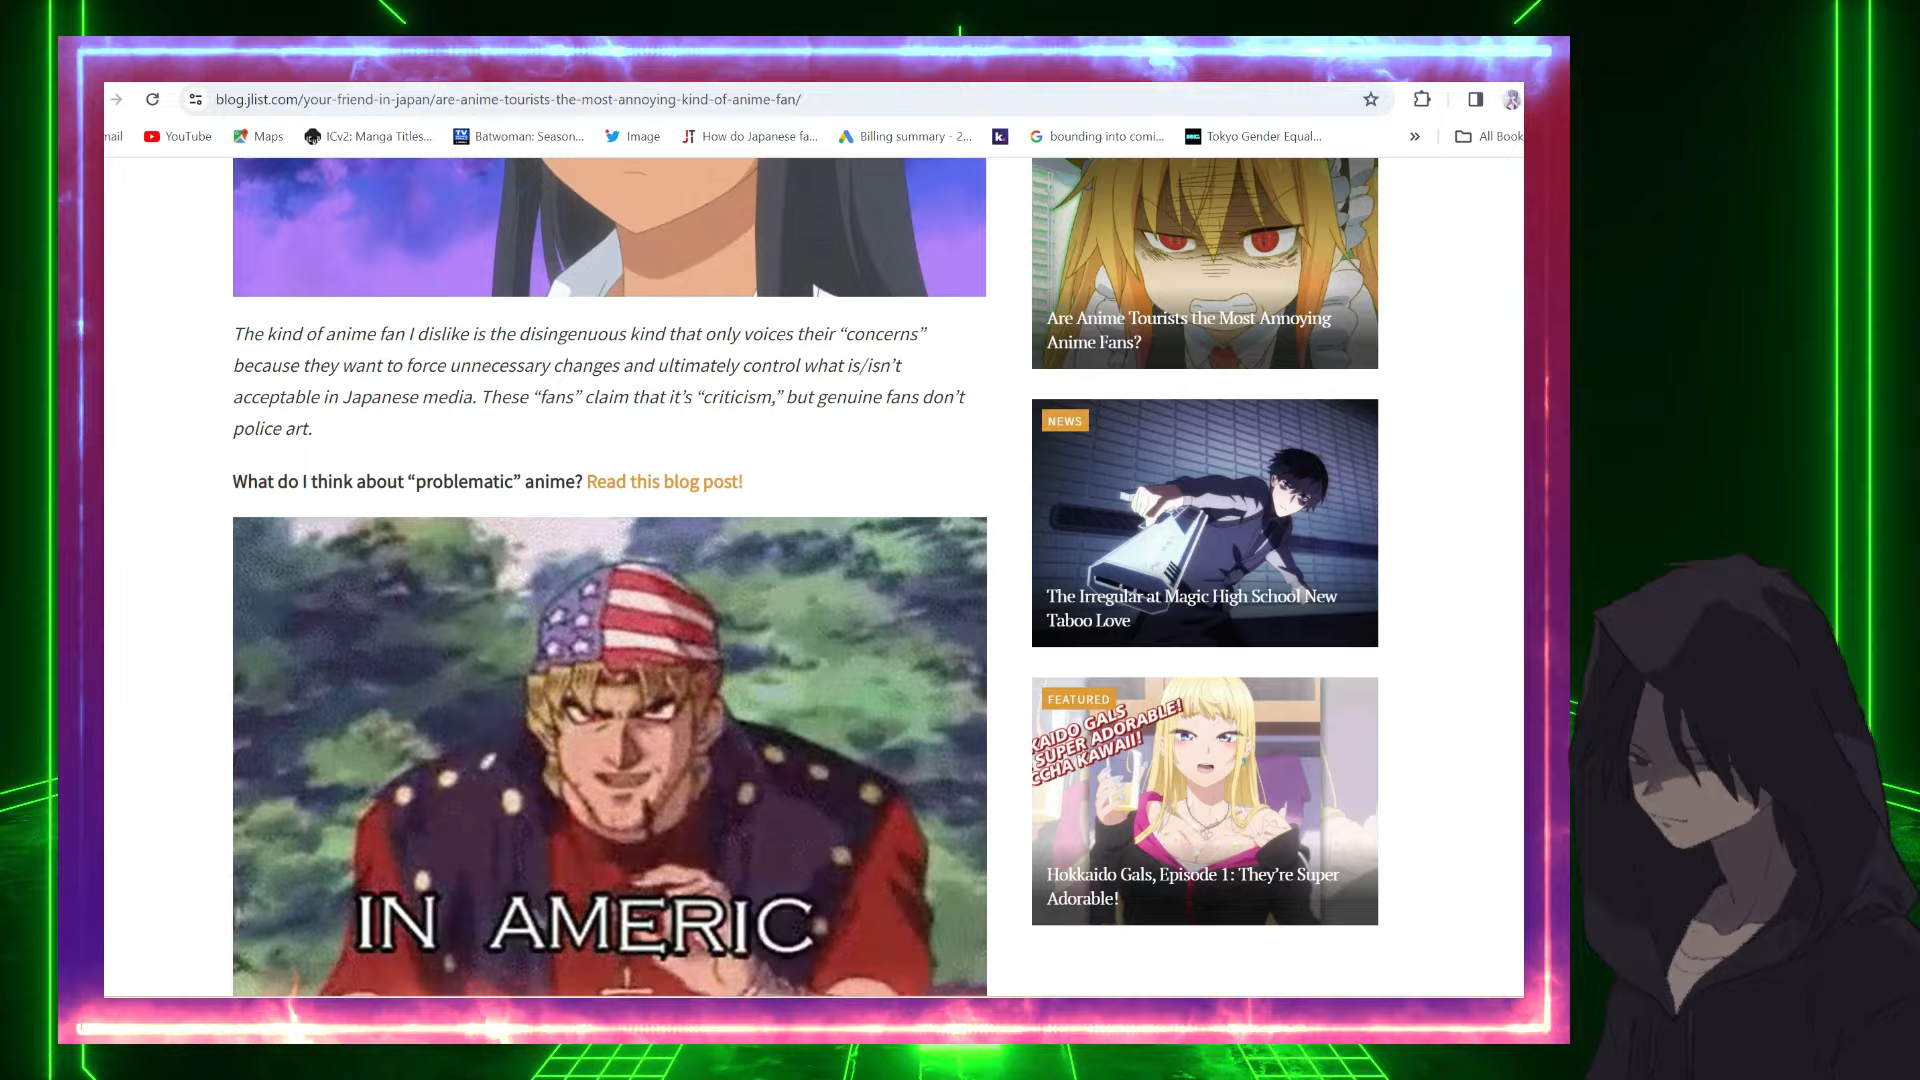 blog.jlist.com/your-friend-in-japan/are-anime-tourists-the-most-annoying-kind-of-anime-fan/
nail YouTube Maps ICv2: Manga Titles... Batwoman: Season... Image How do Japanese fa... Billing summary - 2... k. bounding into comi... Tokyo Gender Equal... » All Book
The kind of anime fan I dislike is the disingenuous kind that only voices their “concerns”
because they want to force unnecessary changes and ultimately control what is/isn’t
acceptable in Japanese media. These “fans” claim that it’s “criticism,” but genuine fans don’t
police art.
What do I think about “problematic” anime? Read this blog post!
IN AMERIC
Are Anime Tourists the Most Annoying
Anime Fans?
NEWS
The Irregular at Magic High School New
Taboo Love
FEATURED
KAIDO GALS
SUPER ADORABLE!
CCHA KAWAII!
Hokkaido Gals, Episode 1: They’re Super
Adorable!